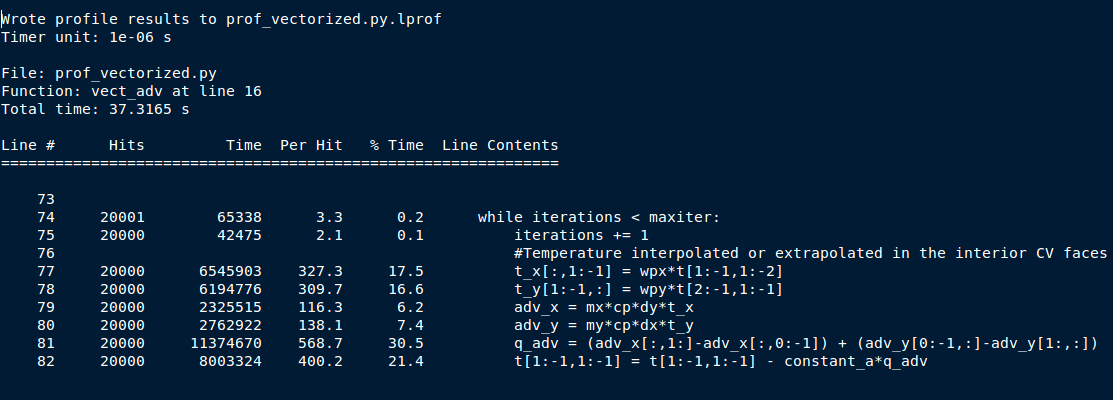 Wrote profile results to prof_vectorized.py.lprof
Timer unit: 1e-06 s
File: prof_vectorized.py
Function: vect_adv at line 16
Total time: 37.3165 s
Line #      Hits         Time  Per Hit   % Time  Line Contents
==============================================================
    73
    74     20001        65338      3.3      0.2      while iterations < maxiter:
    75     20000        42475      2.1      0.1          iterations += 1
    76                                                   #Temperature interpolated or extrapolated in the interior CV faces
    77     20000      6545903    327.3     17.5          t_x[:,1:-1] = wpx*t[1:-1,1:-2]
    78     20000      6194776    309.7     16.6          t_y[1:-1,:] = wpy*t[2:-1,1:-1]
    79     20000      2325515    116.3      6.2          adv_x = mx*cp*dy*t_x
    80     20000      2762922    138.1      7.4          adv_y = my*cp*dx*t_y
    81     20000     11374670    568.7     30.5          q_adv = (adv_x[:,1:]-adv_x[:,0:-1]) + (adv_y[0:-1,:]-adv_y[1:,:])
    82     20000      8003324    400.2     21.4          t[1:-1,1:-1] = t[1:-1,1:-1] - constant_a*q_adv